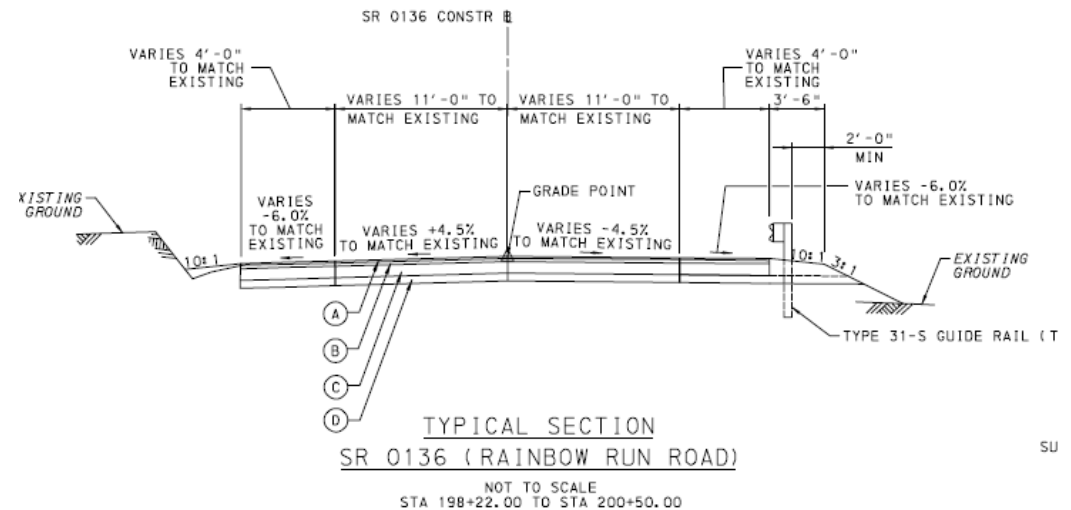 SR 0136 CONSTR ℄
VARIES 4'-0"
TO MATCH
EXISTING
VARIES 11'-0" TO
MATCH EXISTING
VARIES 11'-0" TO
MATCH EXISTING
VARIES 4'-0"
TO MATCH
EXISTING
3'-6"
2'-0"
MIN
XISTING
GROUND
VARIES
-6.0%
TO MATCH
EXISTING
VARIES +4.5%
TO MATCH EXISTING
GRADE POINT
VARIES -4.5%
TO MATCH EXISTING
VARIES -6.0%
TO MATCH EXISTING
10:1
10:1
3:1
EXISTING
GROUND
A
B
C
D
TYPE 31-S GUIDE RAIL (T
TYPICAL SECTION
SR 0136 (RAINBOW RUN ROAD)
NOT TO SCALE
STA 198+22.00 TO STA 200+50.00
SU